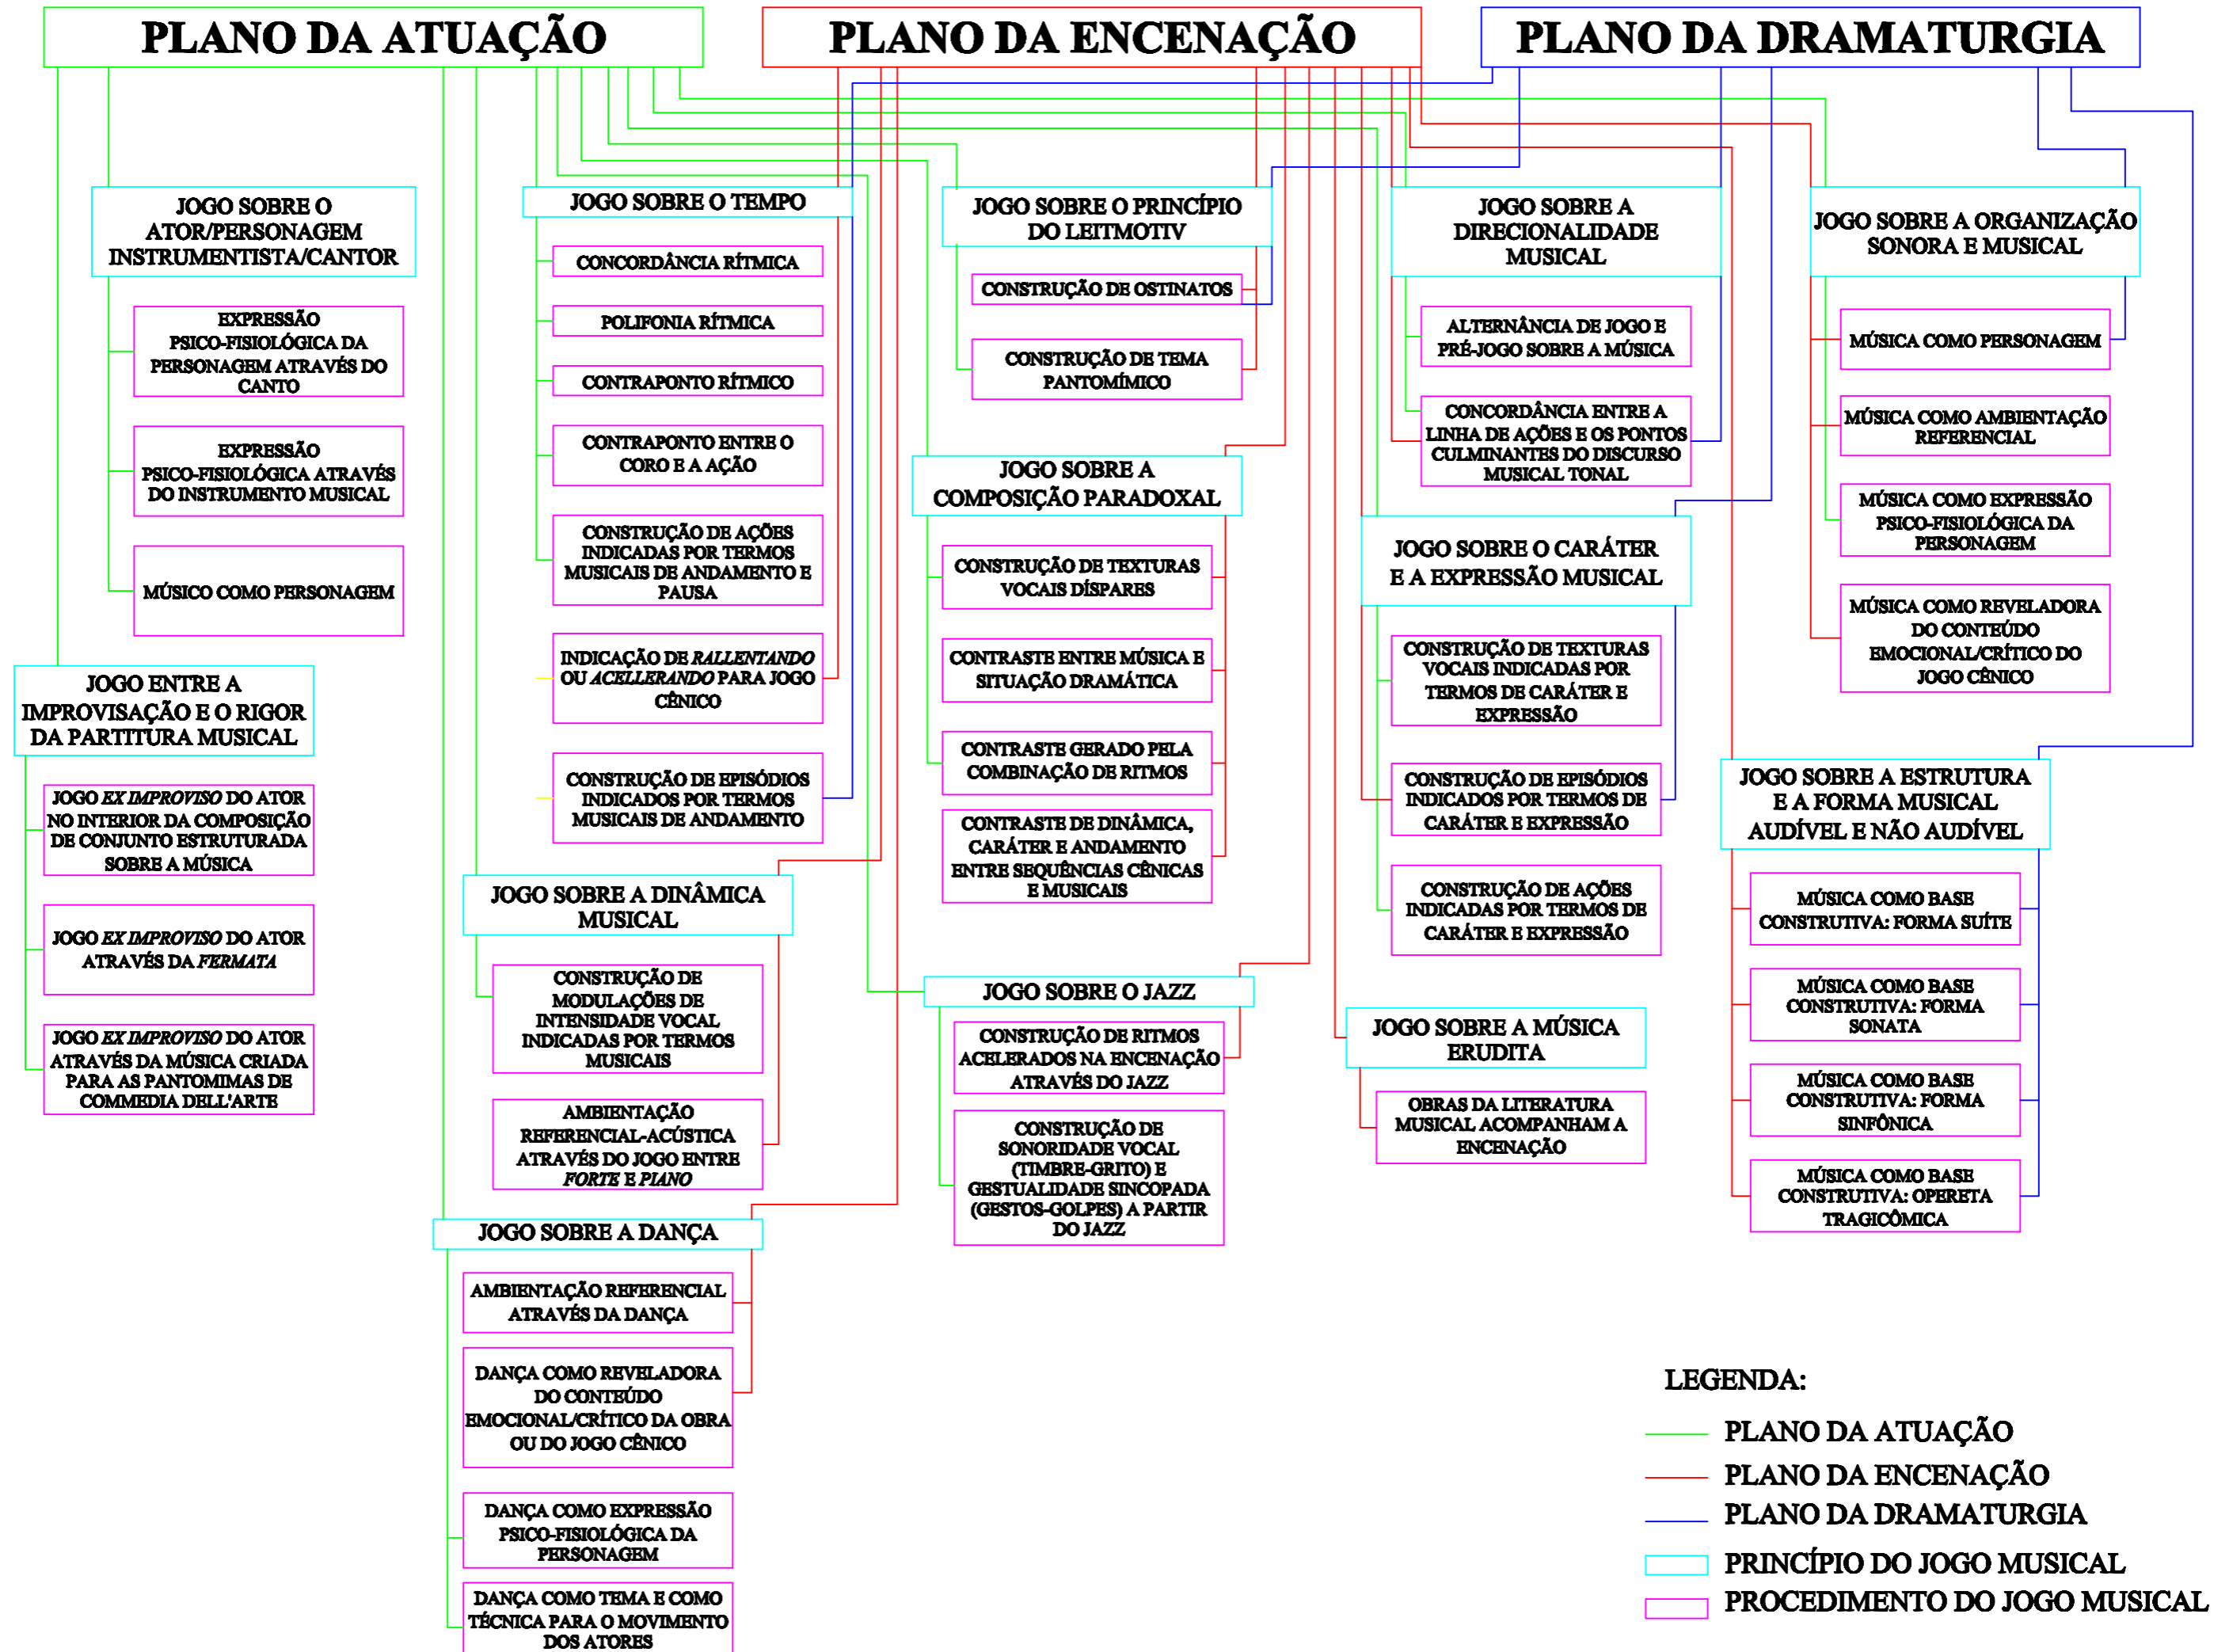 PLANO DA ATUAÇÃO
PLANO DA ENCENAÇÃO
PLANO DA DRAMATURGIA
JOGO SOBRE O
ATOR/PERSONAGEM
INSTRUMENTISTA/CANTOR
EXPRESSÃO
PSICO-FISIOLÓGICA DA
PERSONAGEM ATRAVÉS DO
CANTO
EXPRESSÃO
PSICO-FISIOLÓGICA ATRAVÉS
DO INSTRUMENTO MUSICAL
MÚSICO COMO PERSONAGEM
JOGO ENTRE A
IMPROVISAÇÃO E O RIGOR
DA PARTITURA MUSICAL
JOGO EX IMPROVISO DO ATOR
NO INTERIOR DA COMPOSIÇÃO
DE CONJUNTO ESTRUTURADA
SOBRE A MÚSICA
JOGO EX IMPROVISO DO ATOR
ATRAVÉS DA FERMATA
JOGO EX IMPROVISO DO ATOR
ATRAVÉS DA MÚSICA CRIADA
PARA AS PANTOMIMAS DE
COMMEDIA DELL'ARTE
JOGO SOBRE O TEMPO
CONCORDÂNCIA RÍTMICA
POLIFONIA RÍTMICA
CONTRAPONTO RÍTMICO
CONTRAPONTO ENTRE O
CORO E A AÇÃO
CONSTRUÇÃO DE AÇÕES
INDICADAS POR TERMOS
MUSICAIS DE ANDAMENTO E
PAUSA
INDICAÇÃO DE RALLENTANDO
OU ACELLERANDO PARA JOGO
CÊNICO
CONSTRUÇÃO DE EPISÓDIOS
INDICADOS POR TERMOS
MUSICAIS DE ANDAMENTO
JOGO SOBRE A DINÂMICA
MUSICAL
CONSTRUÇÃO DE
MODULAÇÕES DE
INTENSIDADE VOCAL
INDICADAS POR TERMOS
MUSICAIS
AMBIENTAÇÃO
REFERENCIAL-ACÚSTICA
ATRAVÉS DO JOGO ENTRE
FORTE E PIANO
JOGO SOBRE A DANÇA
AMBIENTAÇÃO REFERENCIAL
ATRAVÉS DA DANÇA
DANÇA COMO REVELADORA
DO CONTEÚDO
EMOCIONAL/CRÍTICO DA OBRA
OU DO JOGO CÊNICO
DANÇA COMO EXPRESSÃO
PSICO-FISIOLÓGICA DA
PERSONAGEM
DANÇA COMO TEMA E COMO
TÉCNICA PARA O MOVIMENTO
DOS ATORES
JOGO SOBRE O PRINCÍPIO
DO LEITMOTIV
CONSTRUÇÃO DE OSTINATOS
CONSTRUÇÃO DE TEMA
PANTOMÍMICO
JOGO SOBRE A
COMPOSIÇÃO PARADOXAL
CONSTRUÇÃO DE TEXTURAS
VOCAIS DÍSPARES
CONTRASTE ENTRE MÚSICA E
SITUAÇÃO DRAMÁTICA
CONTRASTE GERADO PELA
COMBINAÇÃO DE RITMOS
CONTRASTE DE DINÂMICA,
CARÁTER E ANDAMENTO
ENTRE SEQUÊNCIAS CÊNICAS
E MUSICAIS
JOGO SOBRE O JAZZ
CONSTRUÇÃO DE RITMOS
ACELERADOS NA ENCENAÇÃO
ATRAVÉS DO JAZZ
CONSTRUÇÃO DE
SONORIDADE VOCAL
(TIMBRE-GRITO) E
GESTUALIDADE SINCOPADA
(GESTOS-GOLPES) A PARTIR
DO JAZZ
JOGO SOBRE A
DIRECIONALIDADE
MUSICAL
ALTERNÂNCIA DE JOGO E
PRÉ-JOGO SOBRE A MÚSICA
CONCORDÂNCIA ENTRE A
LINHA DE AÇÕES E OS PONTOS
CULMINANTES DO DISCURSO
MUSICAL TONAL
JOGO SOBRE O CARÁTER
E A EXPRESSÃO MUSICAL
CONSTRUÇÃO DE TEXTURAS
VOCAIS INDICADAS POR
TERMOS DE CARÁTER E
EXPRESSÃO
CONSTRUÇÃO DE EPISÓDIOS
INDICADOS POR TERMOS DE
CARÁTER E EXPRESSÃO
CONSTRUÇÃO DE AÇÕES
INDICADAS POR TERMOS DE
CARÁTER E EXPRESSÃO
JOGO SOBRE A MÚSICA
ERUDITA
OBRAS DA LITERATURA
MUSICAL ACOMPANHAM A
ENCENAÇÃO
JOGO SOBRE A ORGANIZAÇÃO
SONORA E MUSICAL
MÚSICA COMO PERSONAGEM
MÚSICA COMO AMBIENTAÇÃO
REFERENCIAL
MÚSICA COMO EXPRESSÃO
PSICO-FISIOLÓGICA DA
PERSONAGEM
MÚSICA COMO REVELADORA
DO CONTEÚDO
EMOCIONAL/CRÍTICO DO
JOGO CÊNICO
JOGO SOBRE A ESTRUTURA
E A FORMA MUSICAL
AUDÍVEL E NÃO AUDÍVEL
MÚSICA COMO BASE
CONSTRUTIVA: FORMA SUÍTE
MÚSICA COMO BASE
CONSTRUTIVA: FORMA
SONATA
MÚSICA COMO BASE
CONSTRUTIVA: FORMA
SINFÔNICA
MÚSICA COMO BASE
CONSTRUTIVA: OPERETA
TRAGICÔMICA
LEGENDA:
PLANO DA ATUAÇÃO
PLANO DA ENCENAÇÃO
PLANO DA DRAMATURGIA
PRINCÍPIO DO JOGO MUSICAL
PROCEDIMENTO DO JOGO MUSICAL